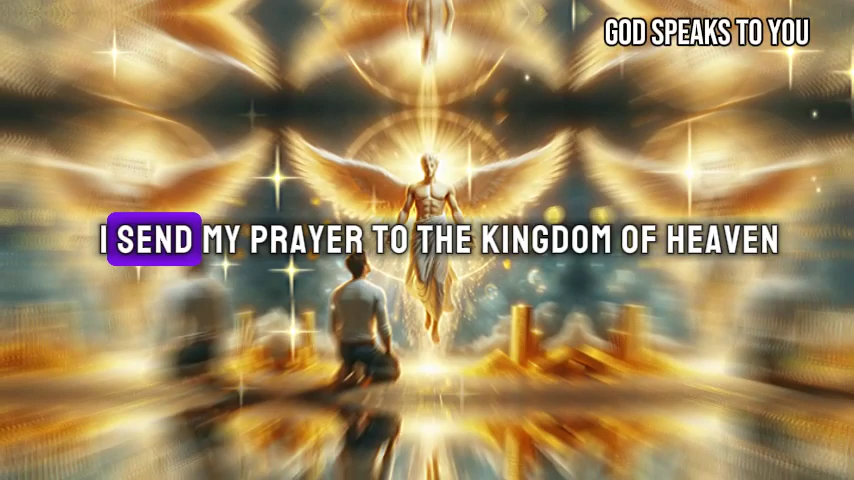 GOD SPEAKS TO YOU
I SEND MY PRAYER TO THE KINGDOM OF HEAVEN